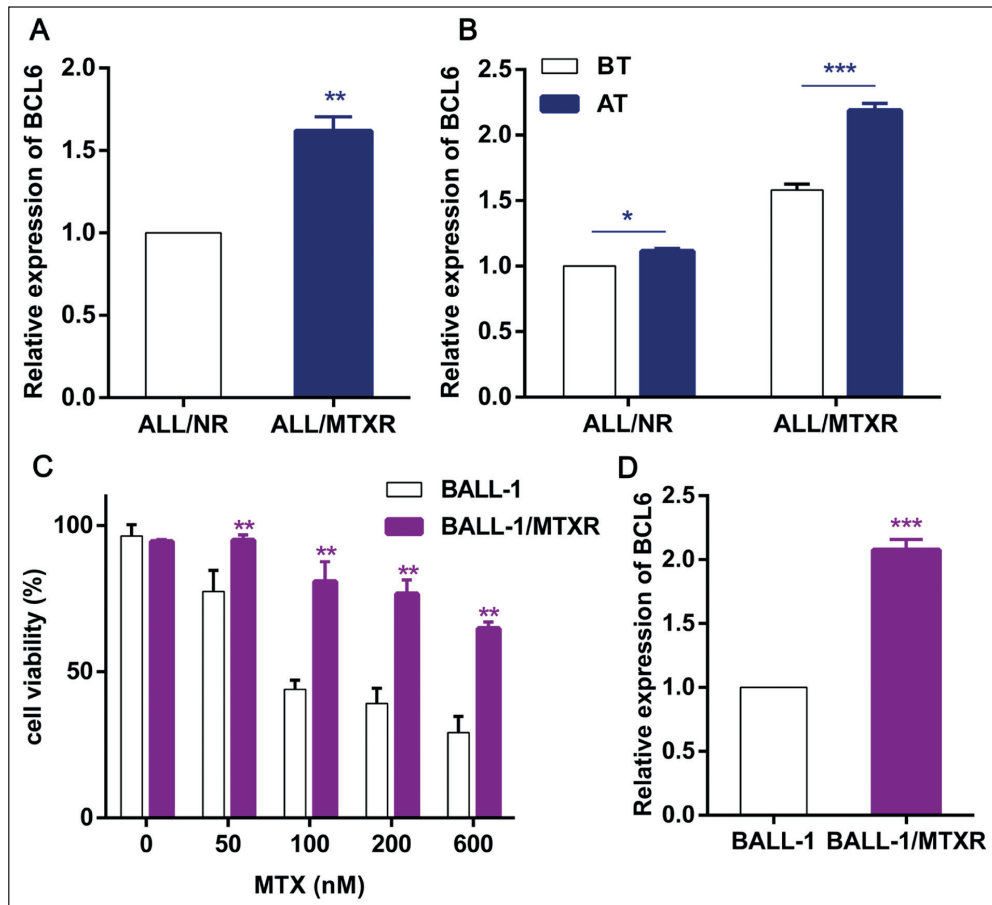 A
Relative expression of BCL6
2.0
1.5
1.0
0.5
0.0
**
ALL/NR ALL/MTXR
B
Relative expression of BCL6
2.5
2.0
1.5
1.0
0.5
0.0
BT
AT
*
***
ALL/NR ALL/MTXR
C
cell viability (%)
100
50
0
BALL-1
BALL-1/MTXR
** ** ** **
0 50 100 200 600
MTX (nM)
D
Relative expression of BCL6
2.5
2.0
1.5
1.0
0.5
0.0
***
BALL-1 BALL-1/MTXR